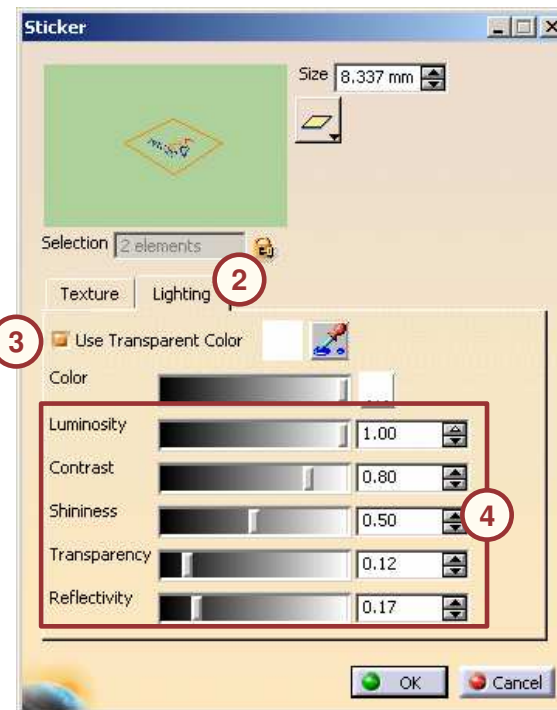 Sticker
Size 8.337 mm
Selection 2 elements
2
Texture Lighting
3 Use Transparent Color
Color ...
Luminosity 1.00
Contrast 0.80
Shininess 0.50
4
Transparency 0.12
Reflectivity 0.17
OK Cancel